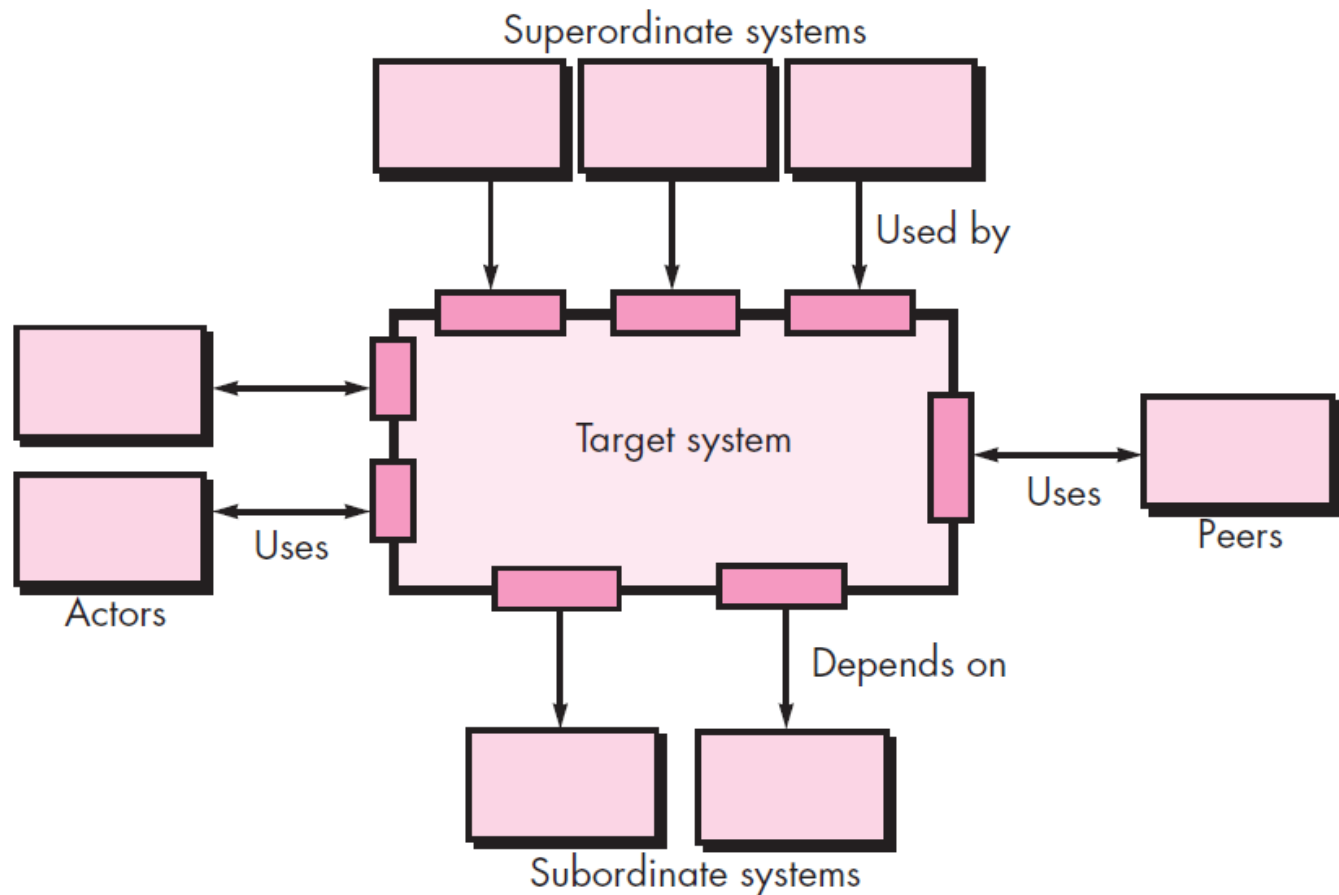 Superordinate systems
Used by
Target system
Uses
Peers
Uses
Actors
Depends on
Subordinate systems